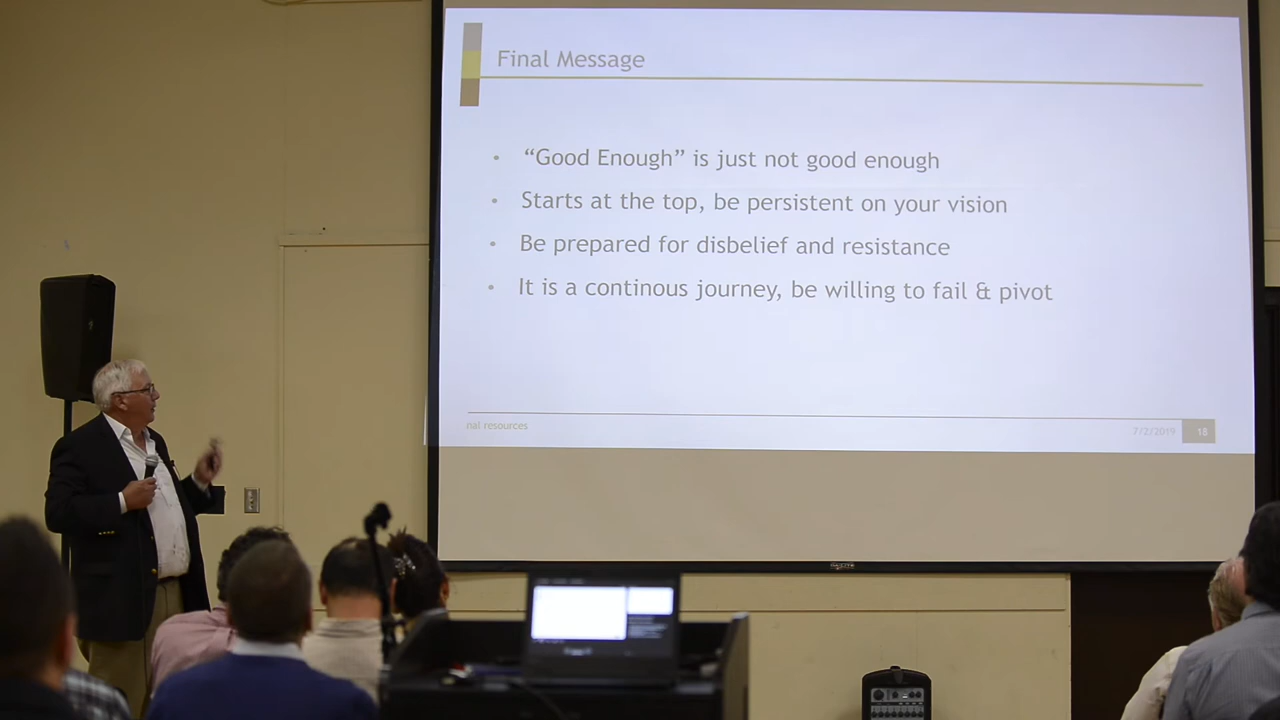 Final Message
• “Good Enough” is just not good enough
• Starts at the top, be persistent on your vision
• Be prepared for disbelief and resistance
• It is a continous journey, be willing to fail & pivot
nal resources
7/2/2019
18